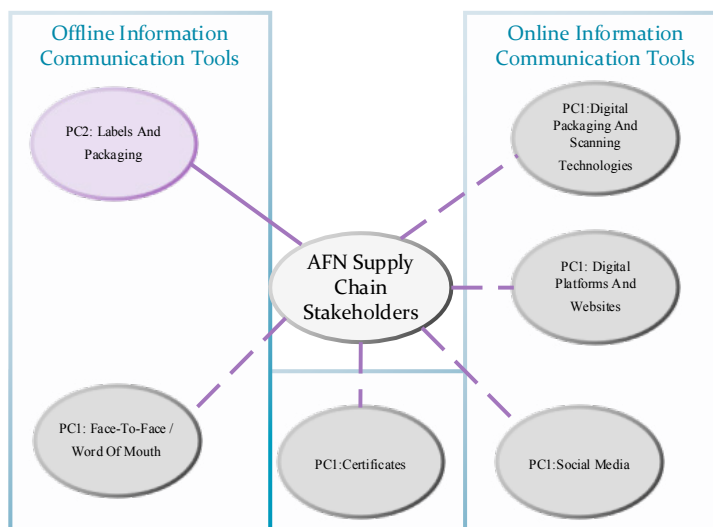 Offline Information
Communication Tools
Online Information
Communication Tools
PC2: Labels And
Packaging
PC1:Digital
Packaging And
Scanning
Technologies
AFN Supply
Chain
Stakeholders
PC1: Digital
Platforms And
Websites
PC1: Face-To-Face /
Word Of Mouth
PC1:Certificates
PC1:Social Media